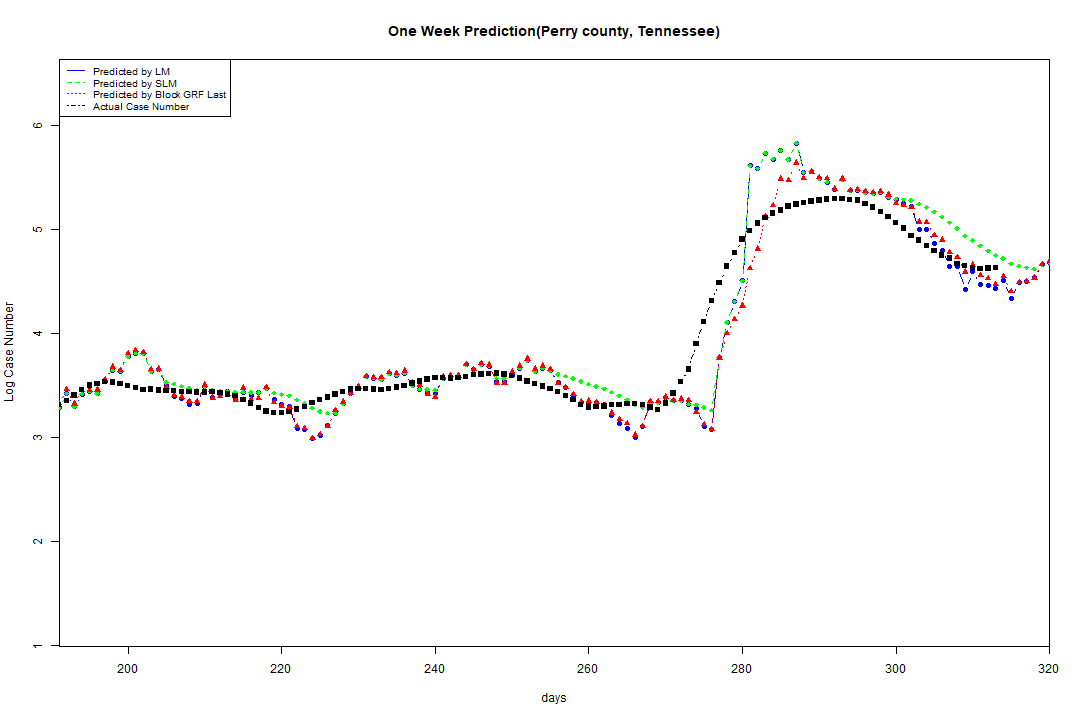 One Week Prediction(Perry county, Tennessee)
Predicted by LM
Predicted by SLM
Predicted by Block GRF Last
Actual Case Number
Log Case Number
6
5
4
3
2
1
200 220 240 260 280 300 320
days